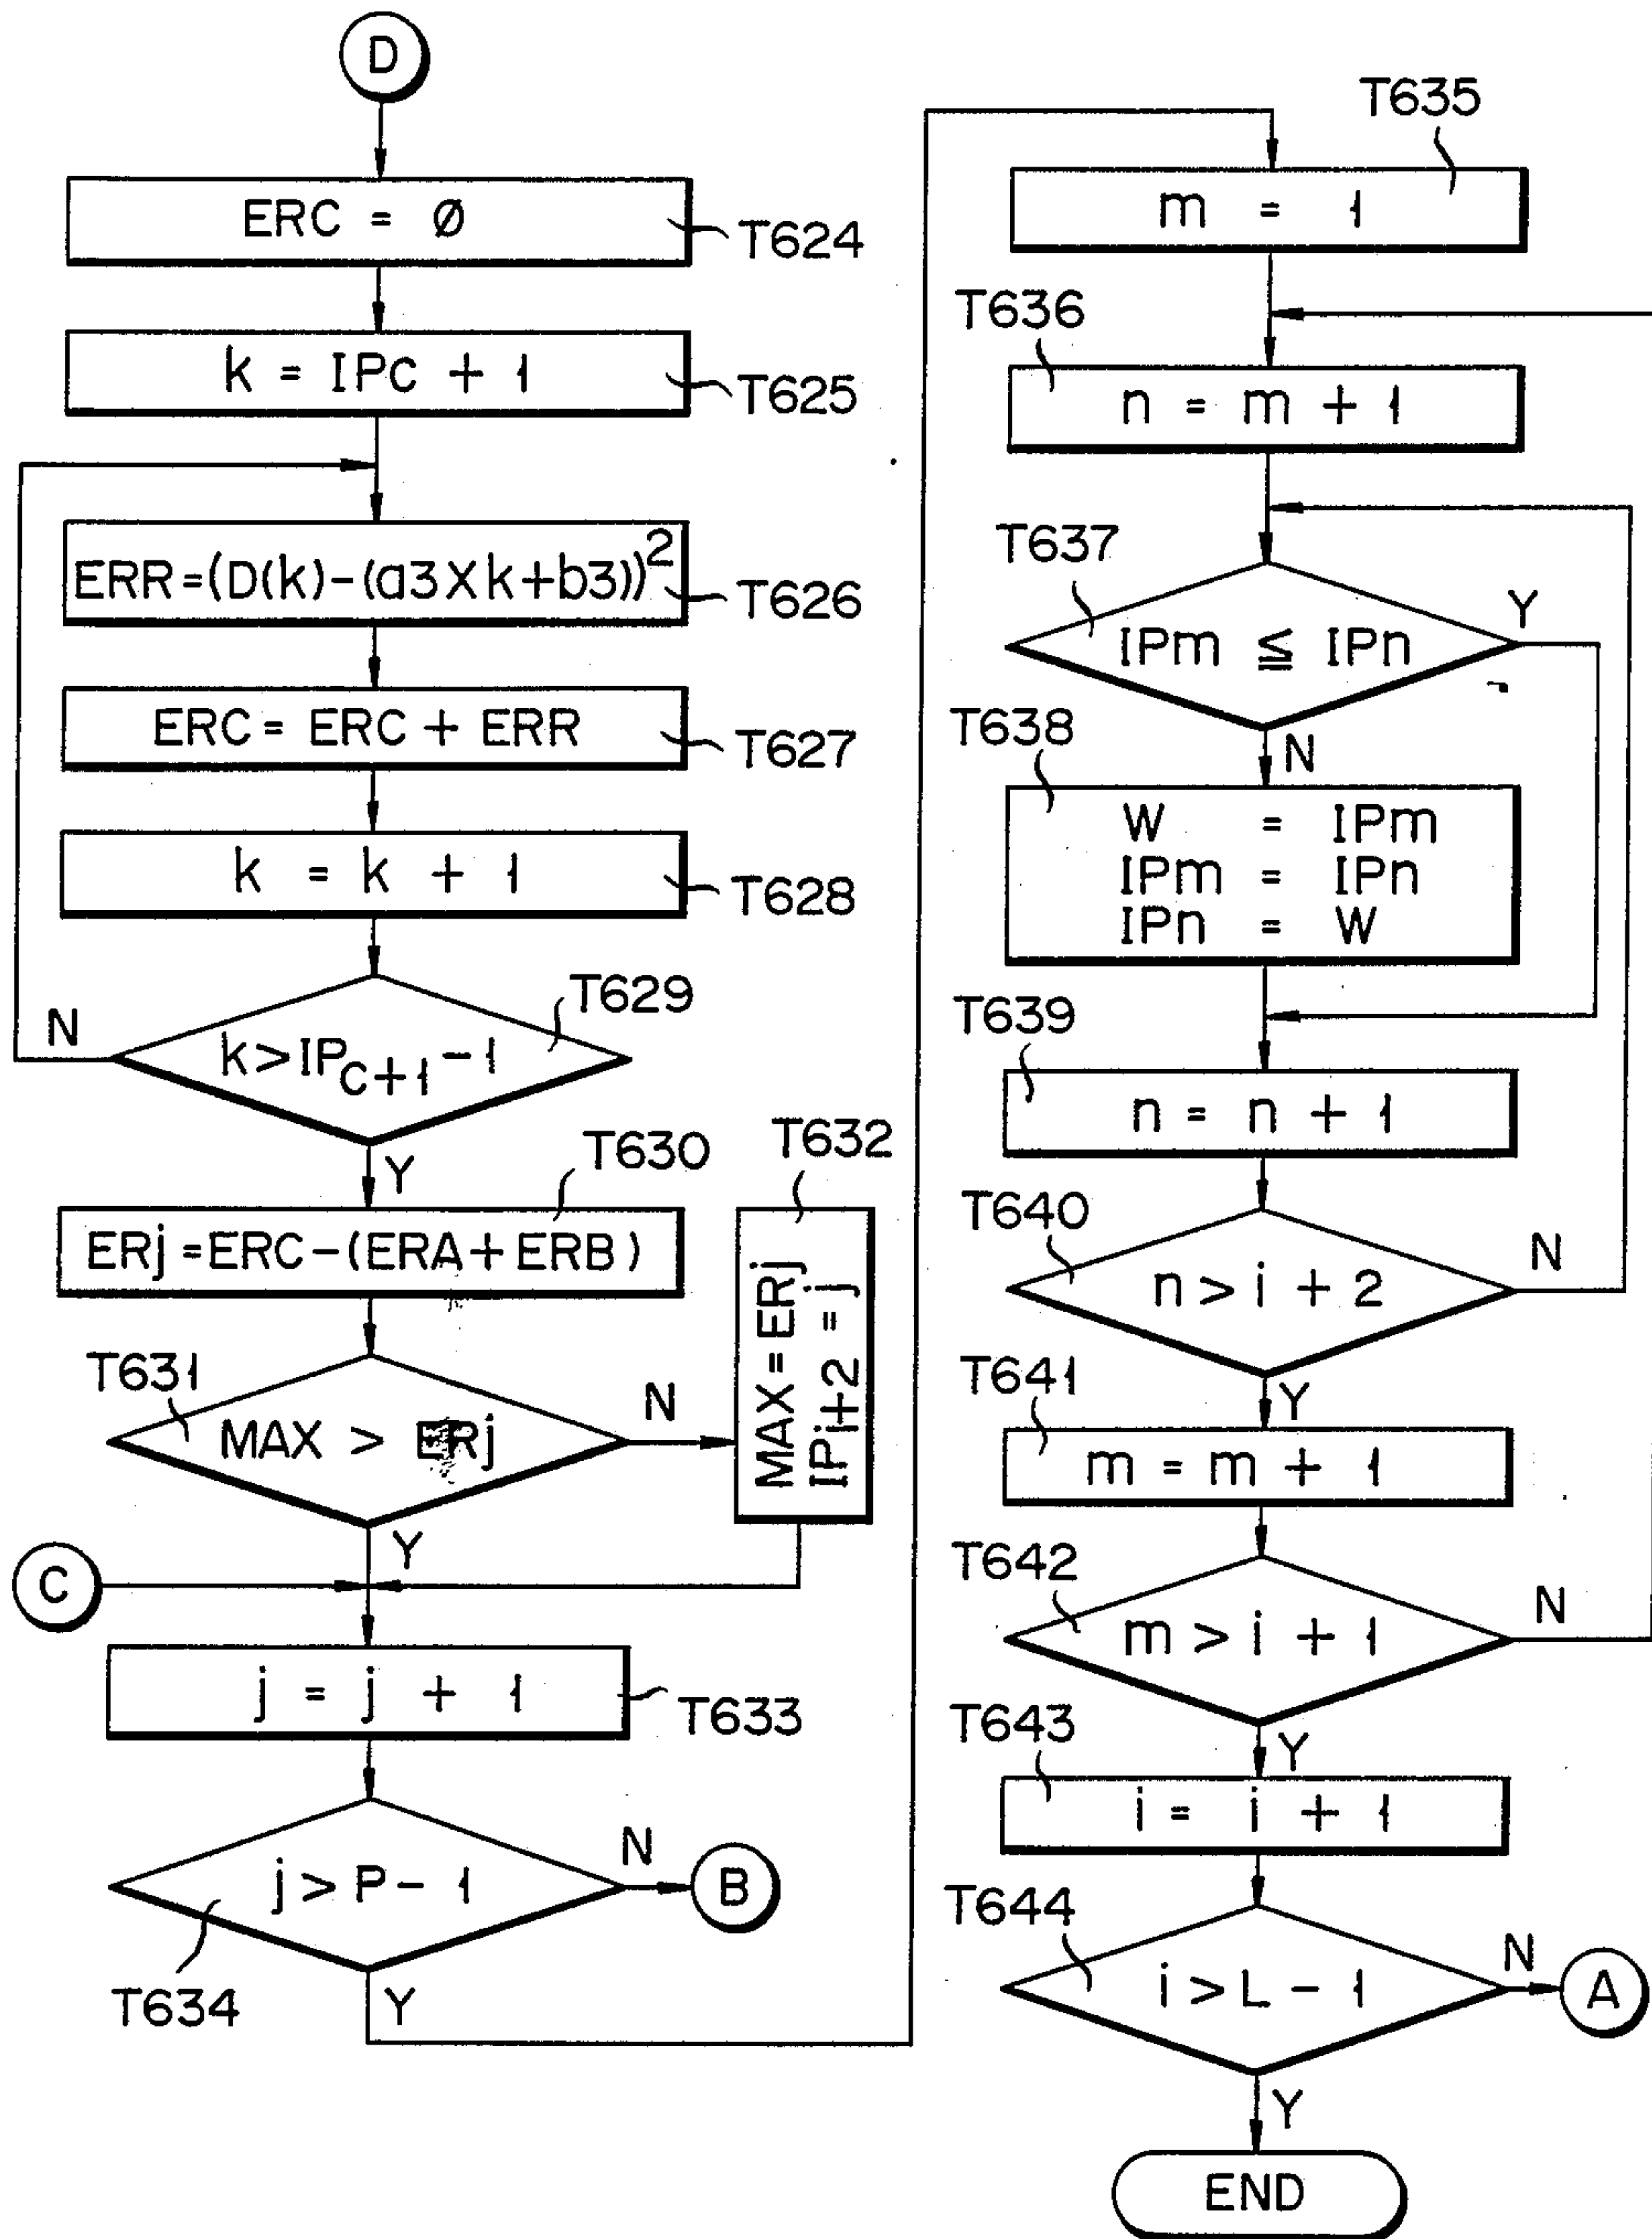 D
ERC = Ø
T624
k = IPC + 1
T625
ERR=(D(k)-(a3×k+b3))²
T626
ERC = ERC + ERR
T627
k = k + 1
T628
T629
N
k>IPC+1-1
Y
T630
ERj=ERC-(ERA+ERB)
T632
MAX=ERj
IPi+2 = j
T631
MAX > ERj
N
Y
C
j = j + 1
T633
j > P - 1
N
B
T634
Y
T635
m = 1
T636
n = m + 1
T637
IPm ≦ IPn
Y
N
T638
W = IPm
IPm = IPn
IPn = W
T639
n = n + 1
T640
n > i + 2
N
Y
T641
m = m + 1
T642
m > i + 1
N
Y
T643
i = i + 1
T644
i > L - 1
N
A
Y
END